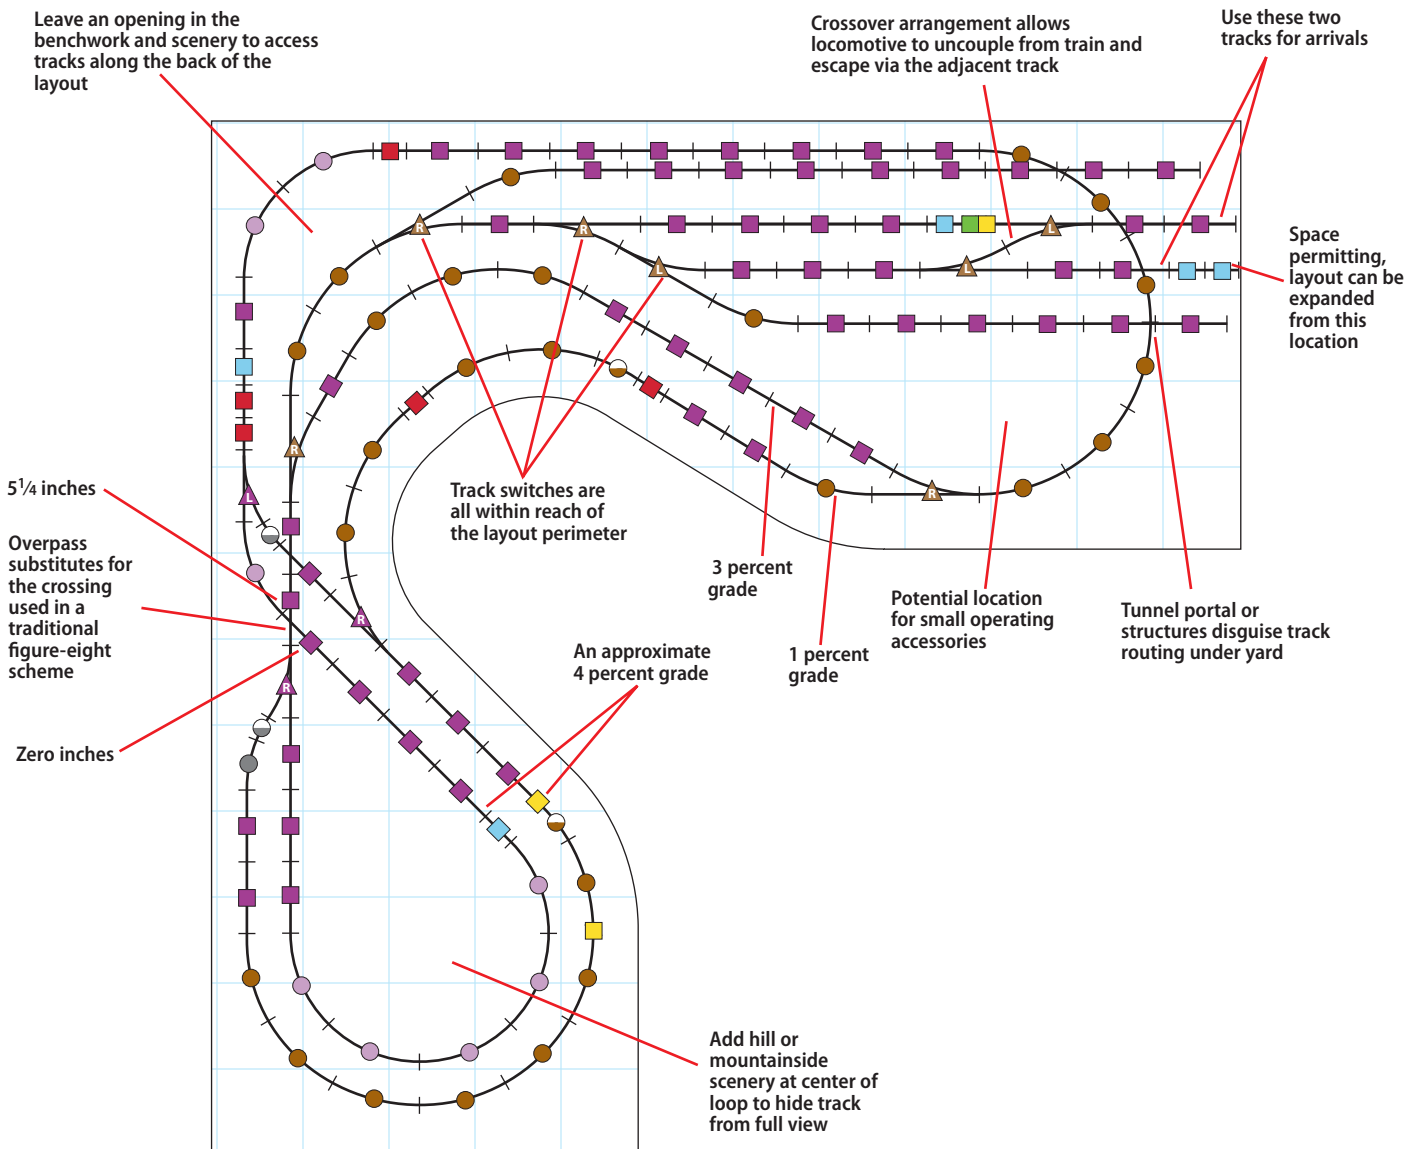 Leave an opening in the
benchwork and scenery to access
tracks along the back of the
layout
Crossover arrangement allows
locomotive to uncouple from train and
escape via the adjacent track
Use these two
tracks for arrivals
Space
permitting,
layout can be
expanded
from this
location
R
R
L
L
L
R
R
L
R
R
5 1/4 inches
Overpass
substitutes for
the crossing
used in a
traditional
figure-eight
scheme
Zero inches
Track switches are
all within reach of
the layout perimeter
3 percent
grade
1 percent
grade
Potential location
for small operating
accessories
Tunnel portal or
structures disguise track
routing under yard
An approximate
4 percent grade
Add hill or
mountainside
scenery at center of
loop to hide track
from full view